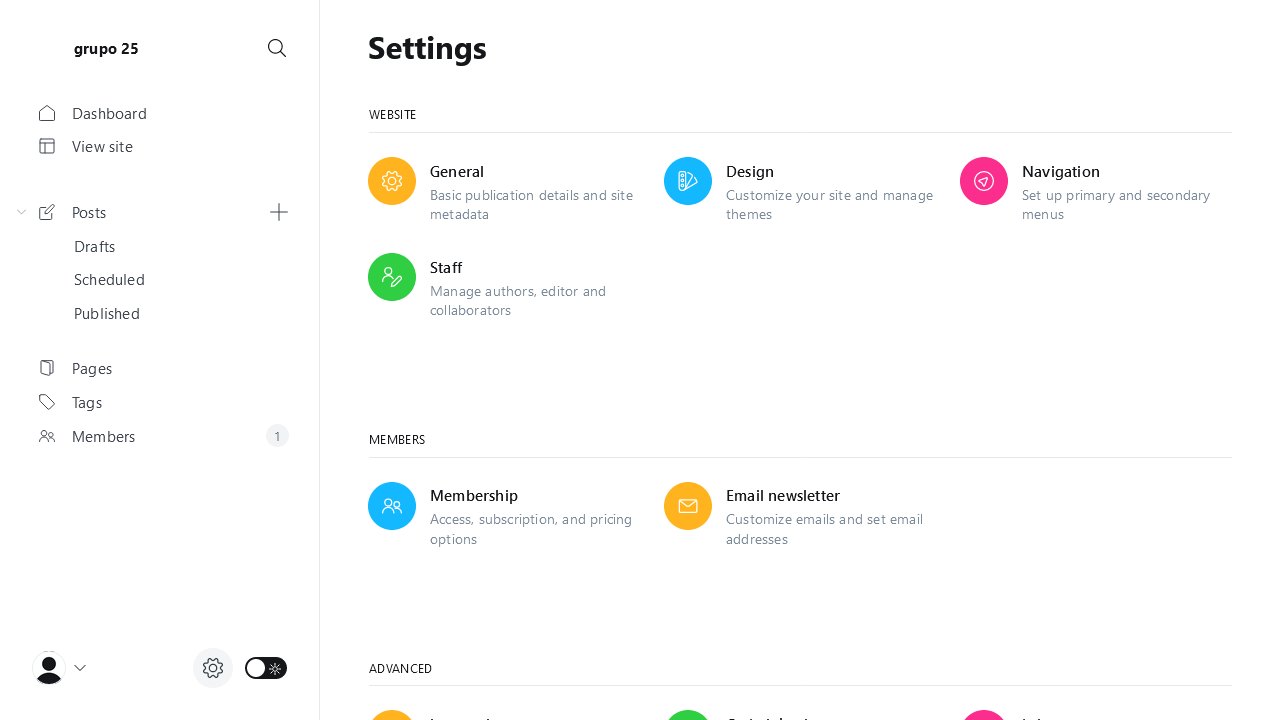 grupo 25
Dashboard
View site
Posts
Drafts
Scheduled
Published
Pages
Tags
Members
1
Settings
WEBSITE
General
Basic publication details and site
metadata
Design
Customize your site and manage
themes
Navigation
Set up primary and secondary
menus
Staff
Manage authors, editor and
collaborators
MEMBERS
Membership
Access, subscription, and pricing
options
Email newsletter
Customize emails and set email
addresses
ADVANCED